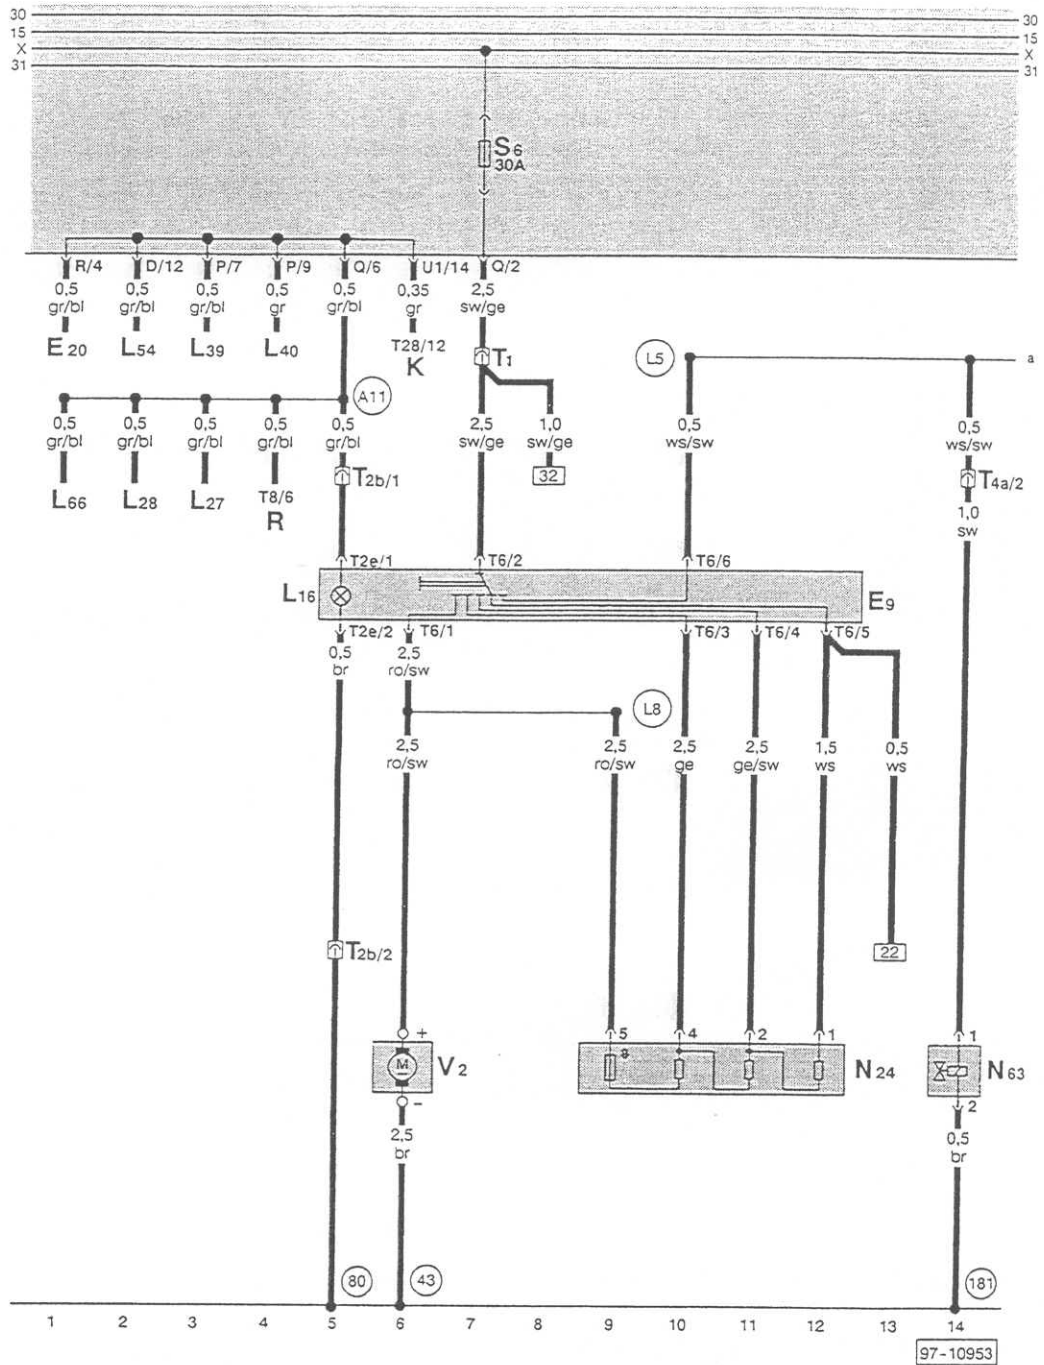 30 30
15 15
X X
31 31
S6
30A
R/4 D/12 P/7 P/9 Q/6 U1/14 Q/2
0,5 0,5 0,5 0,5 0,5 0,35 2,5
gr/bl gr/bl gr/bl gr gr/bl gr sw/ge
E20 L54 L39 L40 T28/12 T1 L5 a
K
A11
0,5 0,5 0,5 0,5 0,5 2,5 1,0 0,5 0,5
gr/bl gr/bl gr/bl gr/bl gr/bl sw/ge sw/ge ws/sw ws/sw
T2b/1 32 T4a/2
L66 L28 L27 T8/6 1,0
R sw
T2e/1 T6/2 T6/6
L16 E9
T2e/2 T6/1 T6/3 T6/4 T6/5
0,5 2,5
br ro/sw
L8
2,5 2,5 2,5 2,5 1,5 0,5
ro/sw ro/sw ge ge/sw ws ws
T2b/2 22
+ 5 4 2 1 1
M V2 N24 N63
- 2
2,5 0,5
br br
80 43 181
1 2 3 4 5 6 7 8 9 10 11 12 13 14
97-10953